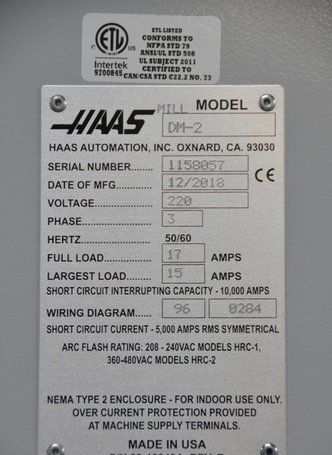 ETL LISTED
CONFORMS TO
NFPA STD 79
ANSI/UL STD 508
UL SUBJECT 2011
CERTIFIED TO
CAN/CSA STD C22.2 NO. 73
ETL
CM
US
Intertek
9700845
HAAS MILL MODEL
DM-2
HAAS AUTOMATION, INC. OXNARD, CA. 93030
SERIAL NUMBER......... 1158057
DATE OF MFG............. 12/2018 CE
VOLTAGE.................... 220
PHASE......................... 3
HERTZ 50/60
FULL LOAD................. 17 AMPS
LARGEST LOAD........ 15 AMPS
SHORT CIRCUIT INTERRUPTING CAPACITY - 10,000 AMPS
WIRING DIAGRAM...... 96 0284
SHORT CIRCUIT CURRENT - 5,000 AMPS RMS SYMMETRICAL
ARC FLASH RATING: 208 - 240VAC MODELS HRC-1,
360-480VAC MODELS HRC-2
NEMA TYPE 2 ENCLOSURE - FOR INDOOR USE ONLY.
OVER CURRENT PROTECTION PROVIDED
AT MACHINE SUPPLY TERMINALS.
MADE IN USA